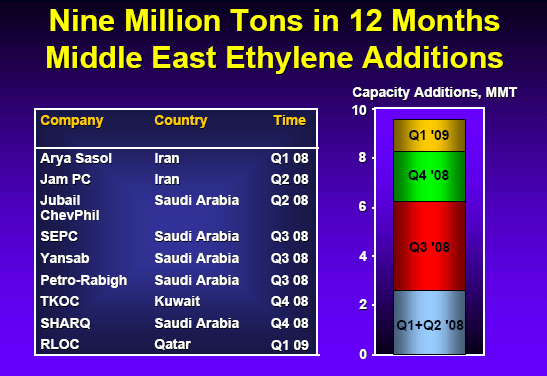 Nine Million Tons in 12 Months
Middle East Ethylene Additions
Company Country Time
Arya Sasol Iran Q1 08
Jam PC Iran Q2 08
Jubail Saudi Arabia Q2 08
ChevPhil
SEPC Saudi Arabia Q3 08
Yansab Saudi Arabia Q3 08
Petro-Rabigh Saudi Arabia Q3 08
TKOC Kuwait Q4 08
SHARQ Saudi Arabia Q4 08
RLOC Qatar Q1 09
Capacity Additions, MMT
10
Q1 '09
8
Q4 '08
6
Q3 '08
4
2
Q1+Q2 '08
0